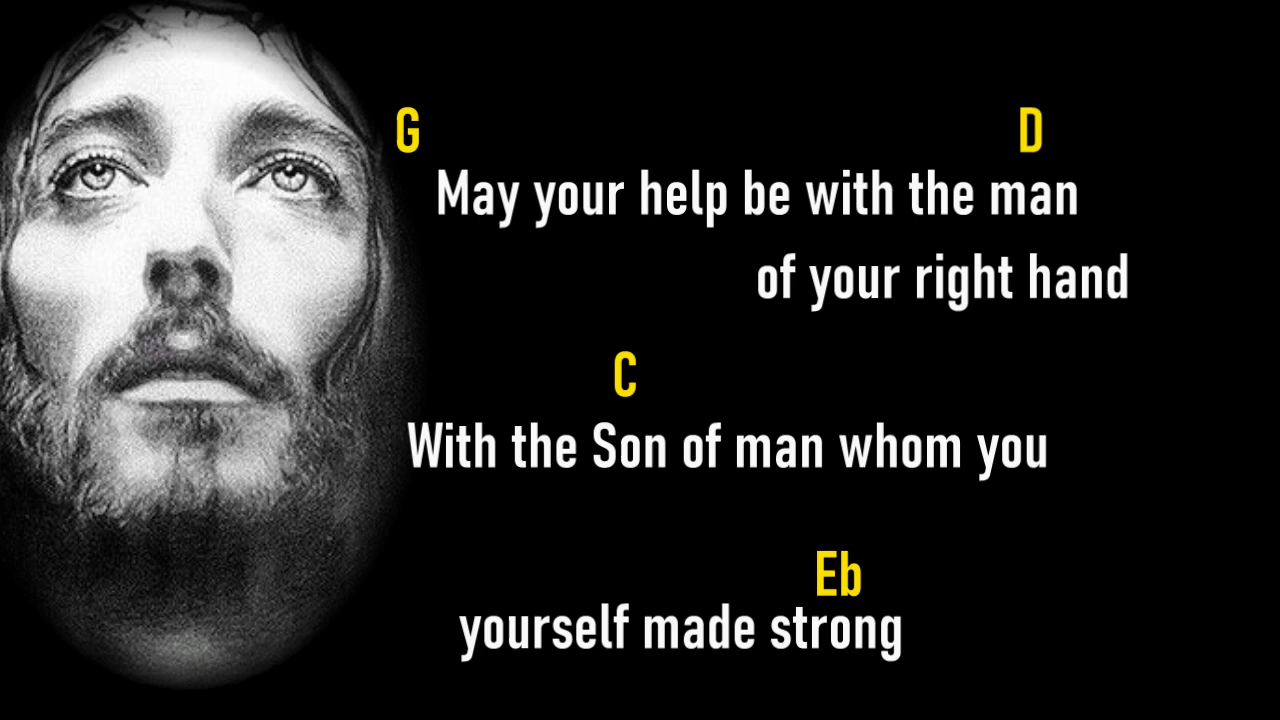 G D
May your help be with the man
of your right hand
C
With the Son of man whom you
Eb
yourself made strong